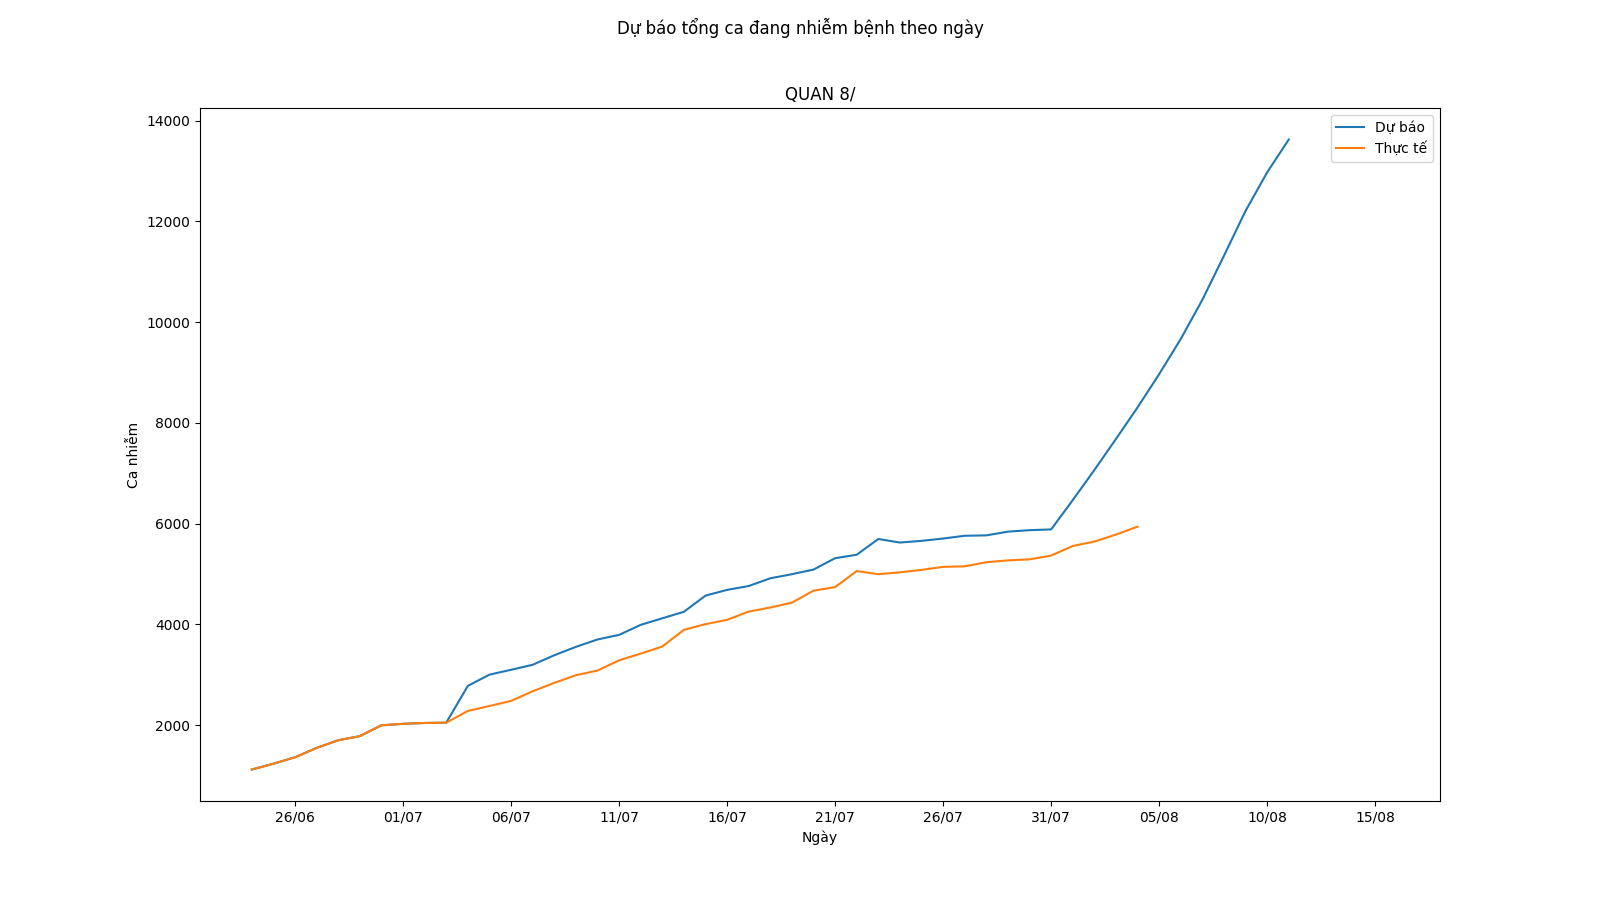 Dự báo tổng ca đang nhiễm bệnh theo ngày
QUAN 8/
Dự báo
Thực tế
14000
12000
10000
8000
6000
4000
2000
Ca nhiễm
26/06 01/07 06/07 11/07 16/07 21/07 26/07 31/07 05/08 10/08 15/08
Ngày